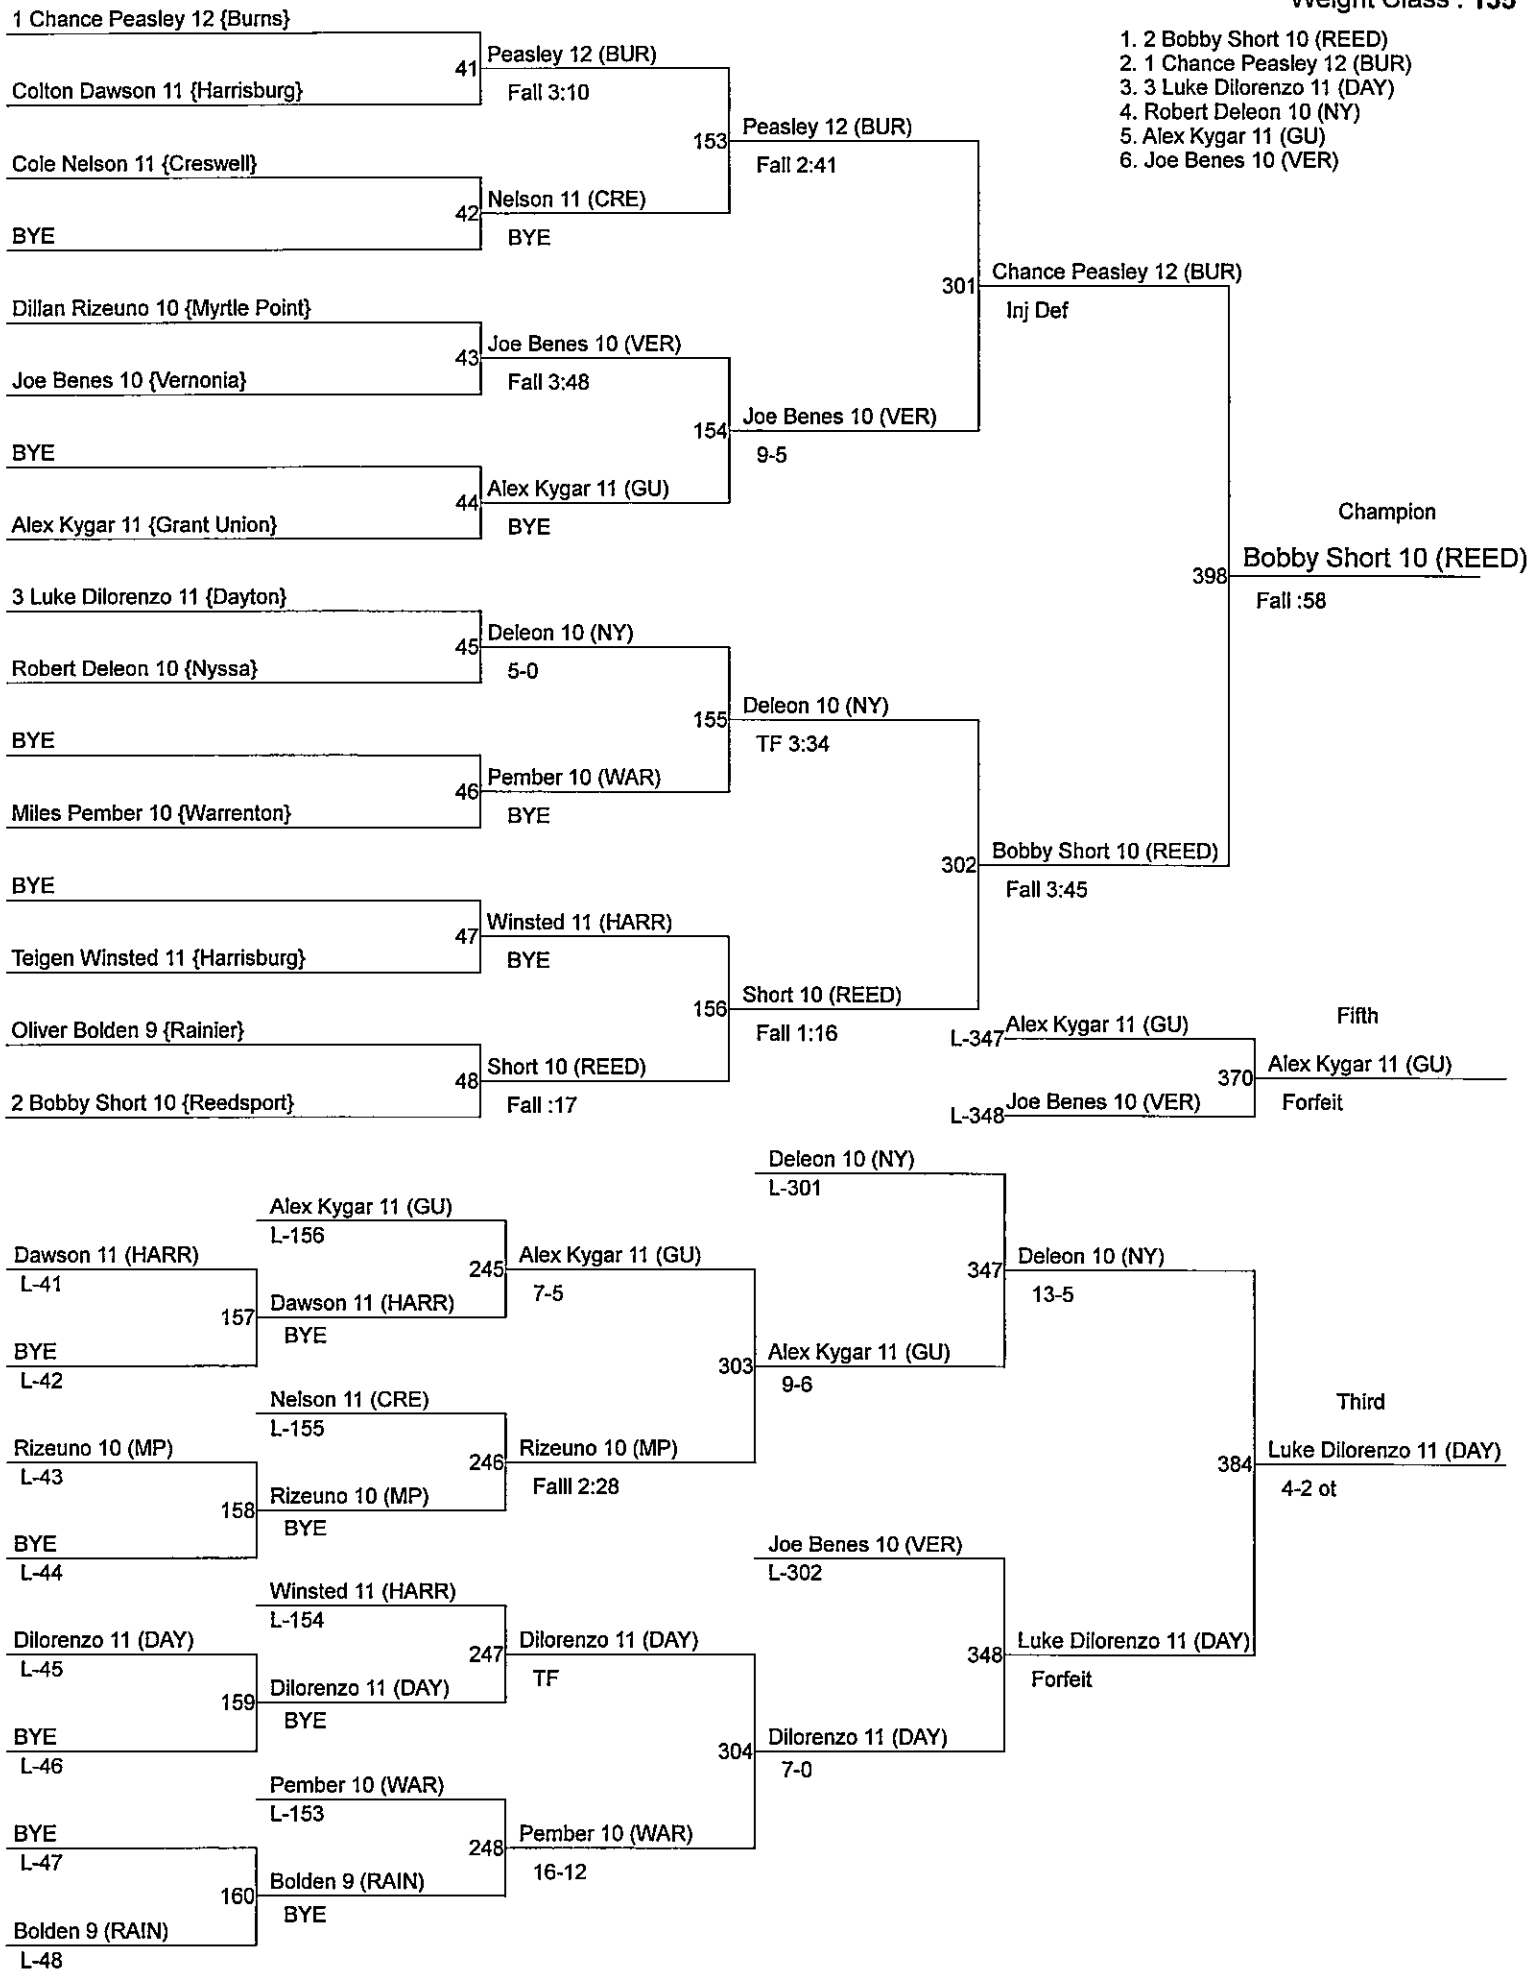 Weight Class : 135
1. 2 Bobby Short 10 (REED)
2. 1 Chance Peasley 12 (BUR)
3. 3 Luke Dilorenzo 11 (DAY)
4. Robert Deleon 10 (NY)
5. Alex Kygar 11 (GU)
6. Joe Benes 10 (VER)
1 Chance Peasley 12 {Burns}
41
Peasley 12 (BUR)
Fall 3:10
Colton Dawson 11 {Harrisburg}
153
Peasley 12 (BUR)
Fall 2:41
Cole Nelson 11 {Creswell}
42
Nelson 11 (CRE)
BYE
BYE
301
Chance Peasley 12 (BUR)
Inj Def
Dillan Rizeuno 10 {Myrtle Point}
43
Joe Benes 10 (VER)
Fall 3:48
Joe Benes 10 {Vernonia}
154
Joe Benes 10 (VER)
9-5
BYE
44
Alex Kygar 11 (GU)
BYE
Alex Kygar 11 {Grant Union}
Champion
398
Bobby Short 10 (REED)
Fall :58
3 Luke Dilorenzo 11 {Dayton}
45
Deleon 10 (NY)
5-0
Robert Deleon 10 {Nyssa}
155
Deleon 10 (NY)
TF 3:34
BYE
46
Pember 10 (WAR)
BYE
Miles Pember 10 {Warrenton}
302
Bobby Short 10 (REED)
Fall 3:45
BYE
47
Winsted 11 (HARR)
BYE
Teigen Winsted 11 {Harrisburg}
156
Short 10 (REED)
Fall 1:16
Oliver Bolden 9 {Rainier}
48
Short 10 (REED)
Fall :17
2 Bobby Short 10 {Reedsport}
Fifth
L-347
Alex Kygar 11 (GU)
370
Alex Kygar 11 (GU)
Forfeit
L-348
Joe Benes 10 (VER)
Deleon 10 (NY)
L-301
Alex Kygar 11 (GU)
L-156
Dawson 11 (HARR)
L-41
245
Alex Kygar 11 (GU)
7-5
347
Deleon 10 (NY)
13-5
157
Dawson 11 (HARR)
BYE
BYE
L-42
303
Alex Kygar 11 (GU)
9-6
Nelson 11 (CRE)
L-155
Third
Rizeuno 10 (MP)
L-43
246
Rizeuno 10 (MP)
Falll 2:28
384
Luke Dilorenzo 11 (DAY)
4-2 ot
158
Rizeuno 10 (MP)
BYE
BYE
L-44
Joe Benes 10 (VER)
L-302
Winsted 11 (HARR)
L-154
Dilorenzo 11 (DAY)
L-45
247
Dilorenzo 11 (DAY)
TF
348
Luke Dilorenzo 11 (DAY)
Forfeit
159
Dilorenzo 11 (DAY)
BYE
BYE
L-46
304
Dilorenzo 11 (DAY)
7-0
Pember 10 (WAR)
L-153
BYE
L-47
248
Pember 10 (WAR)
16-12
160
Bolden 9 (RAIN)
BYE
Bolden 9 (RAIN)
L-48